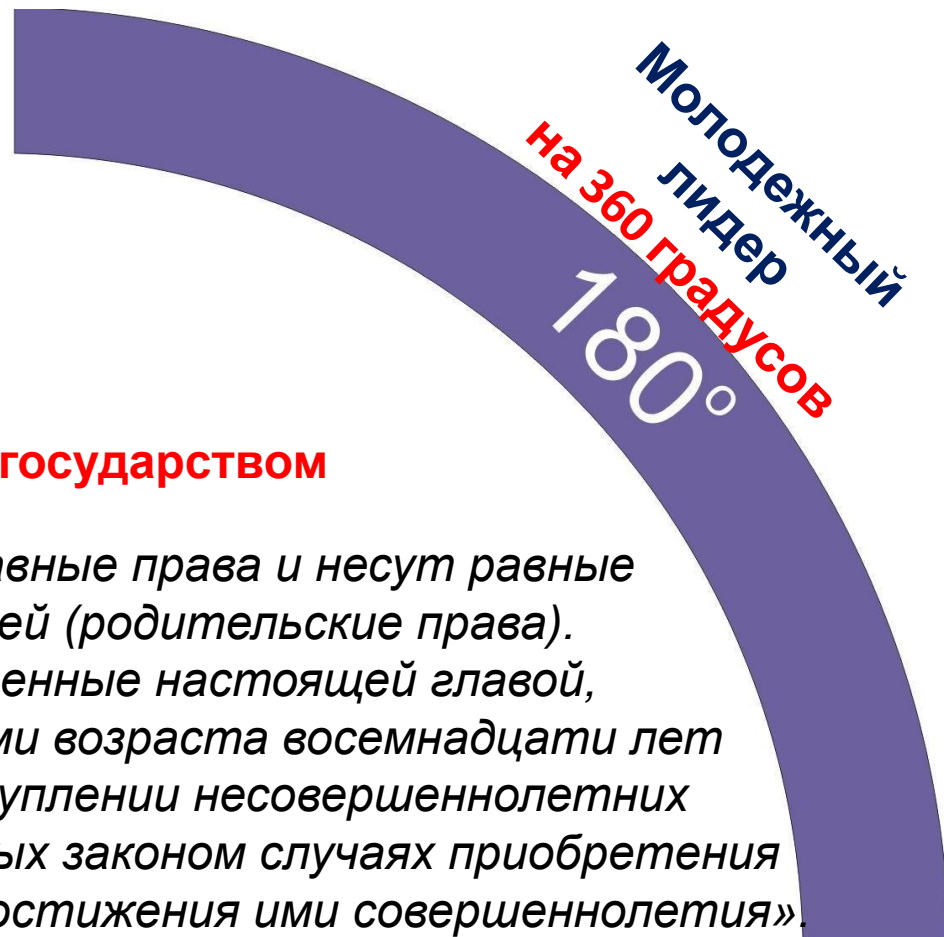 Молодежный
лидер
на 360 градусов
180°
государством
авные права и несут равные
ей (родительские права).
енные настоящей главой,
ми возраста восемнадцати лет
уплении несовершеннолетних
ых законом случаях приобретения
остижения ими совершеннолетия».